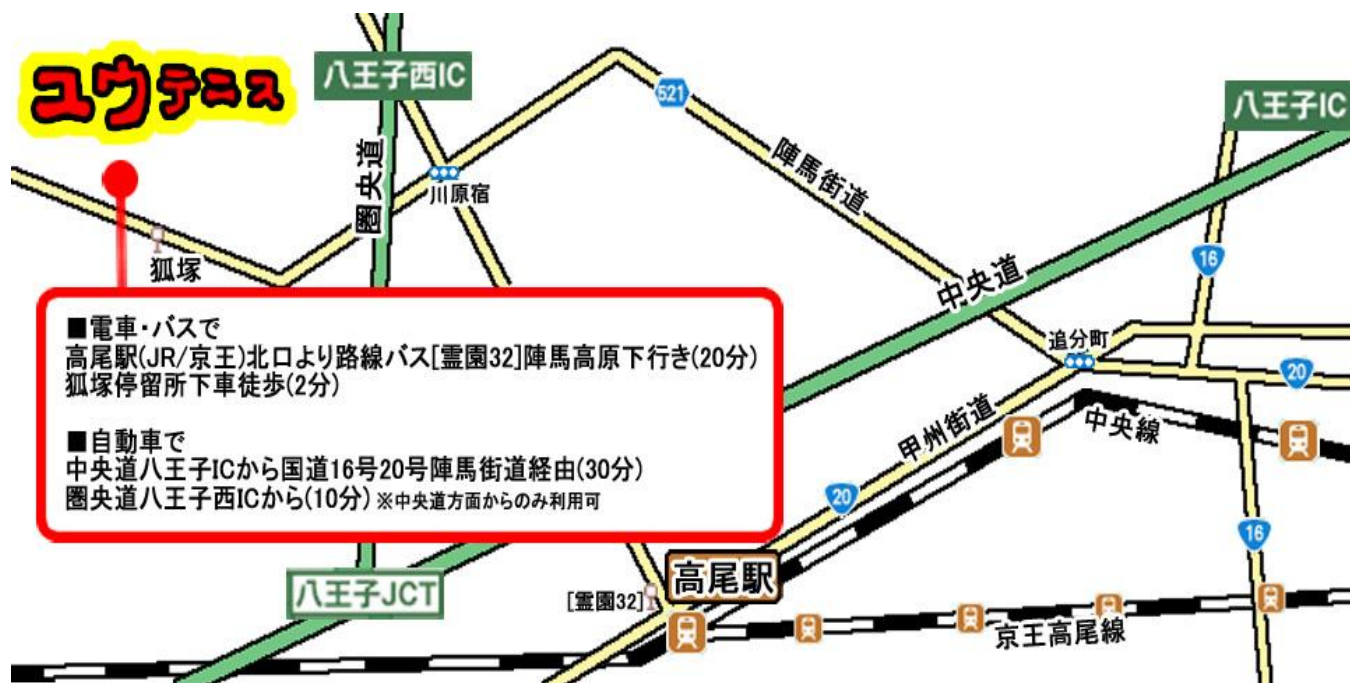 ユウテニス
八王子西IC
八王子IC
521
陣馬街道
圏央道
川原宿
狐塚
中央道
16
追分町
20
■電車・バスで
高尾駅(JR/京王)北口より路線バス[霊園32]陣馬高原下行き(20分)
狐塚停留所下車徒歩(2分)
■自動車で
中央道八王子ICから国道16号20号陣馬街道経由(30分)
圏央道八王子西ICから(10分)※中央道方面からのみ利用可
甲州街道
中央線
20
16
八王子JCT
[霊園32]
高尾駅
京王高尾線